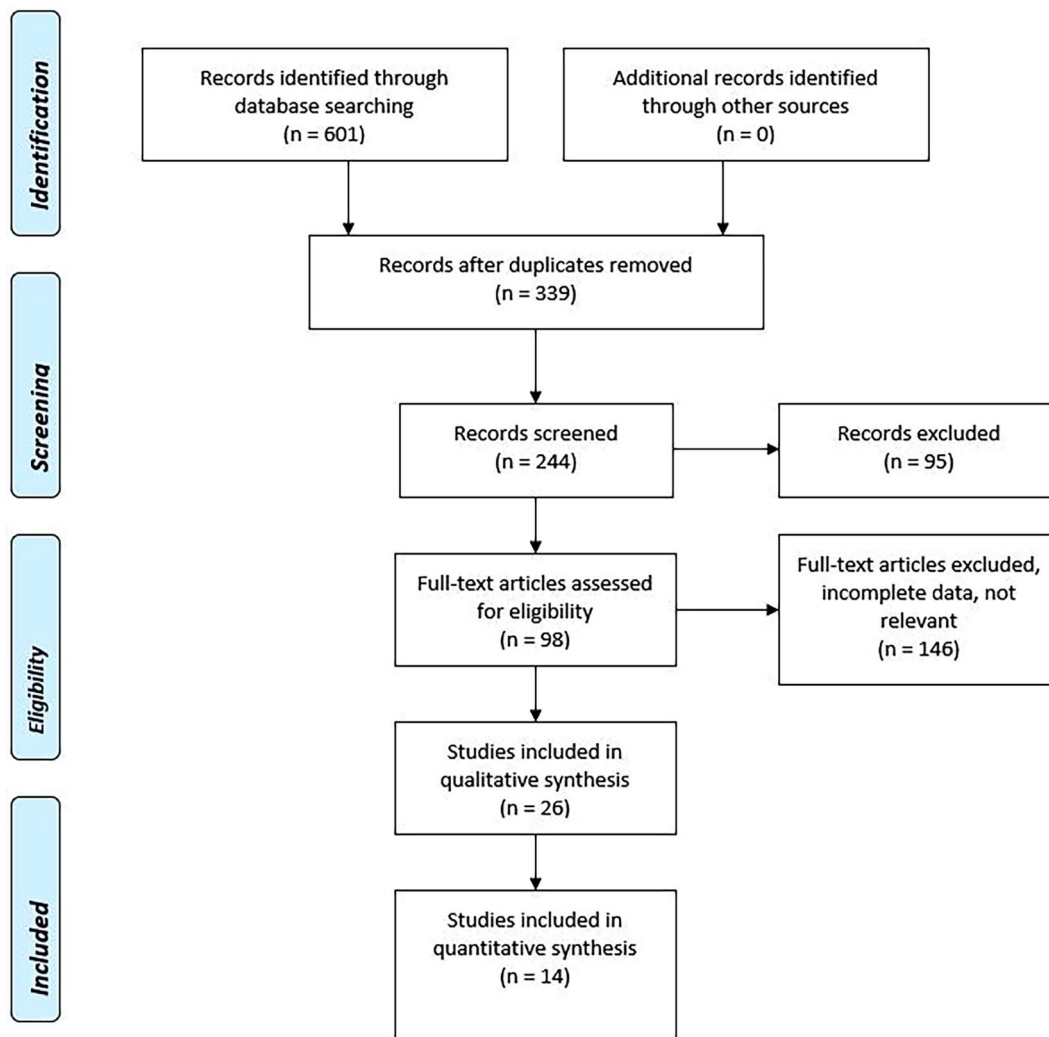 Identification
Records identified through
database searching
(n = 601)
Additional records identified
through other sources
(n = 0)
Records after duplicates removed
(n = 339)
Screening
Records screened
(n = 244)
Records excluded
(n = 95)
Eligibility
Full-text articles assessed
for eligibility
(n = 98)
Full-text articles excluded,
incomplete data, not
relevant
(n = 146)
Studies included in
qualitative synthesis
(n = 26)
Included
Studies included in
quantitative synthesis
(n = 14)